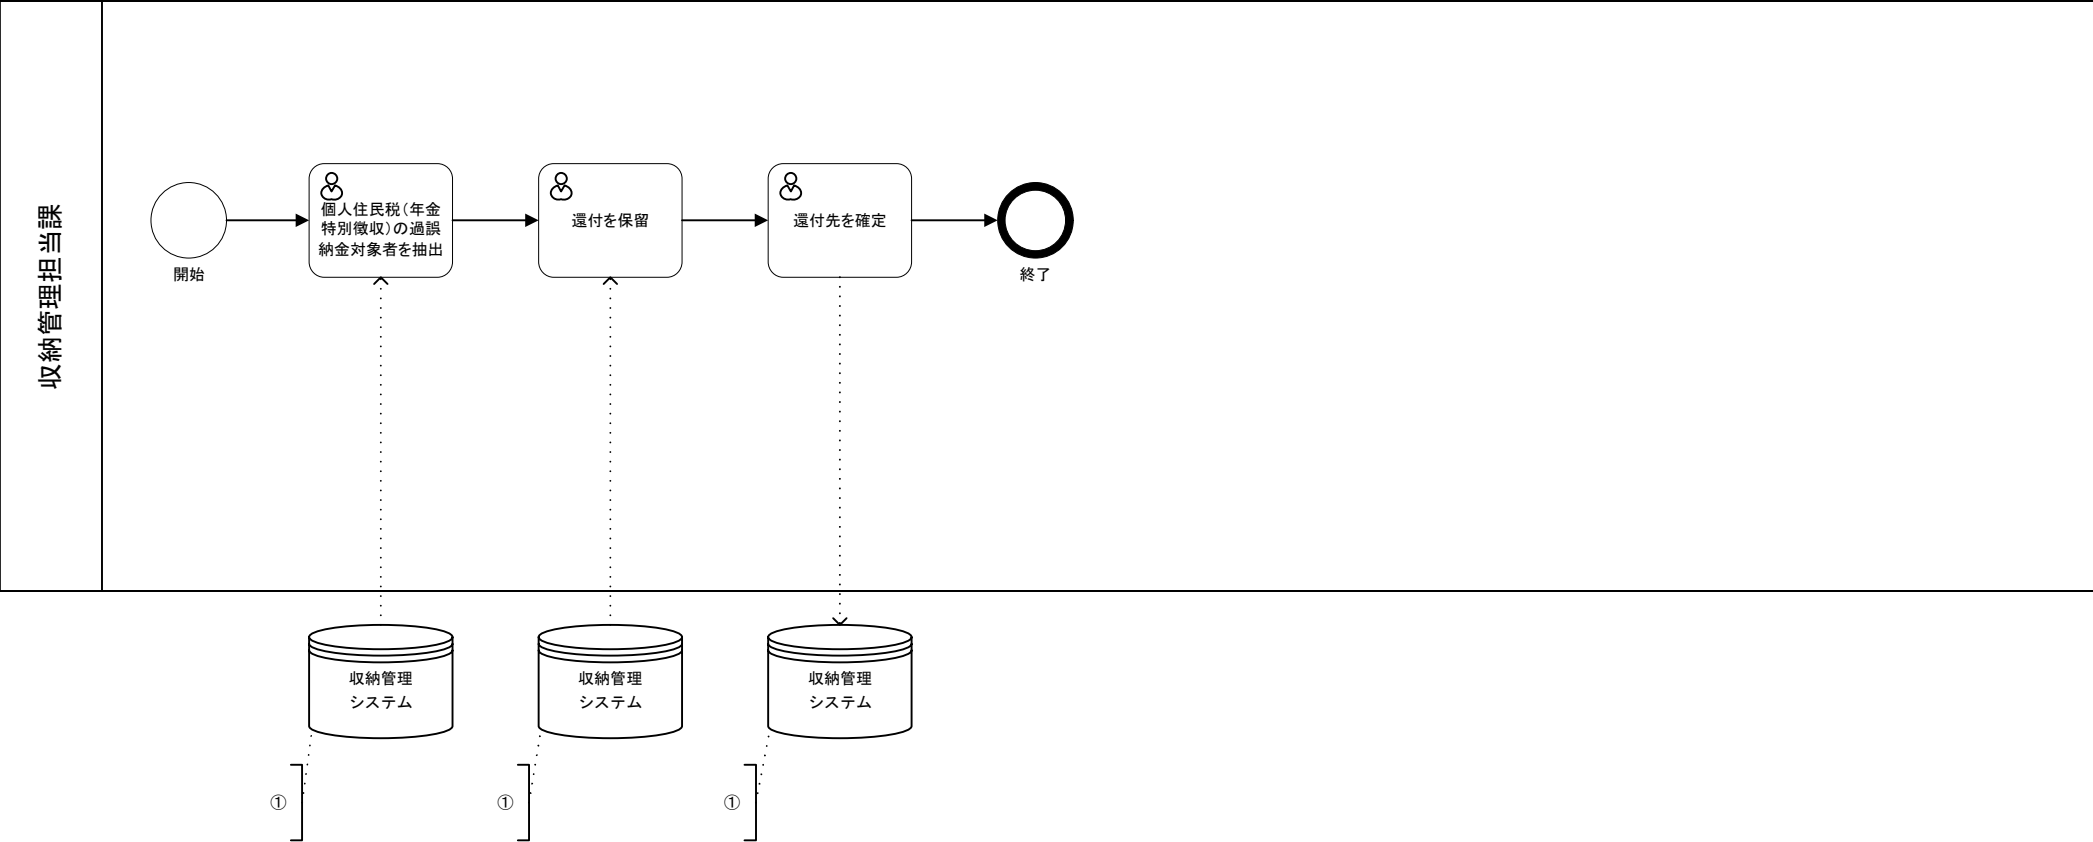 収納管理担当課
開始
個人住民税（年金
特別徴収）の過誤
納金対象者を抽出
還付を保留
還付先を確定
終了
収納管理
システム
収納管理
システム
収納管理
システム
①
①
①